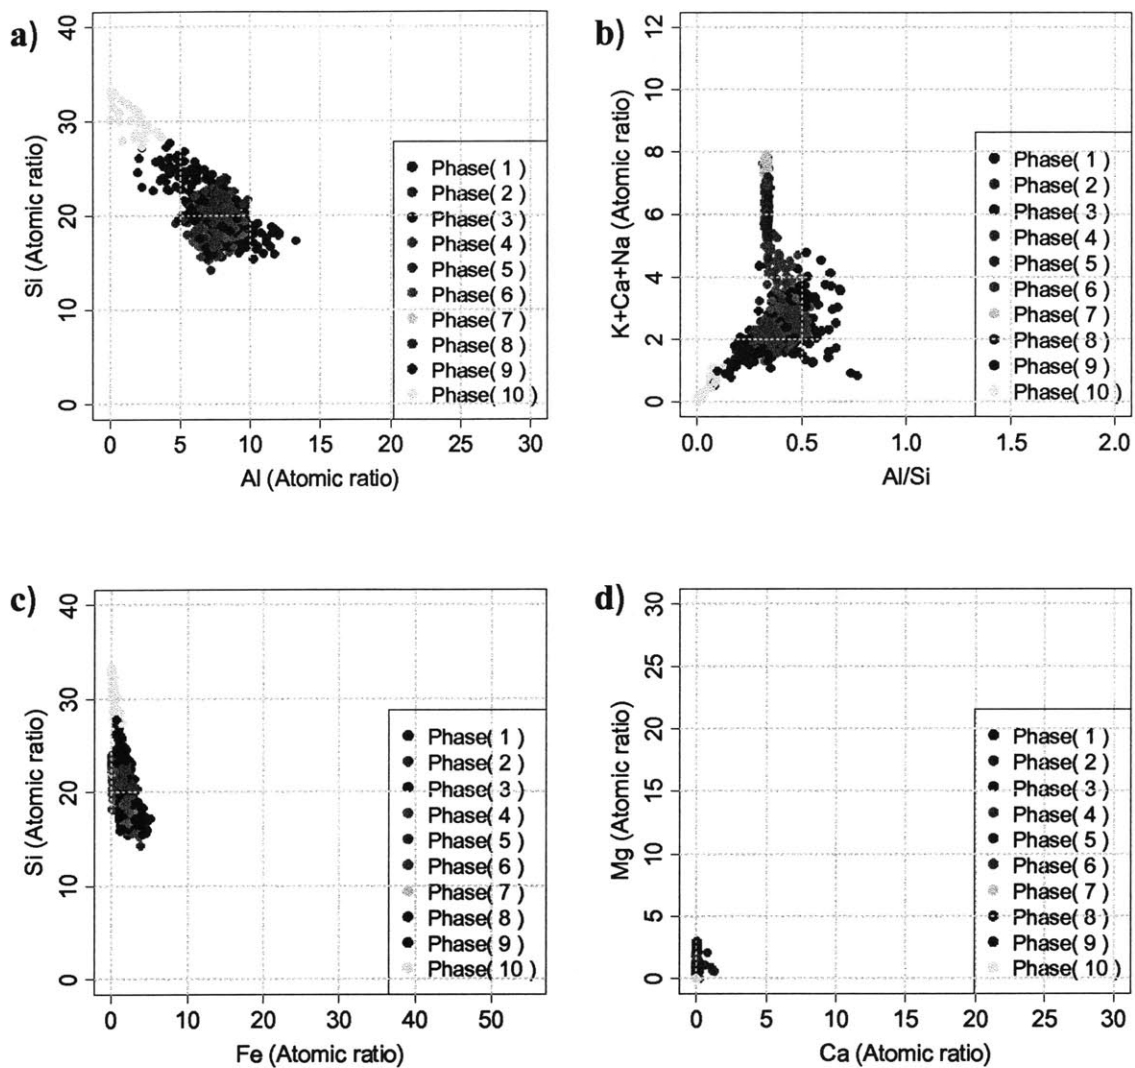 a)
Si (Atomic ratio)
40
30
20
10
0
0 5 10 15 20 25 30
Al (Atomic ratio)
Phase( 1 )
Phase( 2 )
Phase( 3 )
Phase( 4 )
Phase( 5 )
Phase( 6 )
Phase( 7 )
Phase( 8 )
Phase( 9 )
Phase( 10 )
b)
K+Ca+Na (Atomic ratio)
12
10
8
6
4
2
0
0.0 0.5 1.0 1.5 2.0
Al/Si
Phase( 1 )
Phase( 2 )
Phase( 3 )
Phase( 4 )
Phase( 5 )
Phase( 6 )
Phase( 7 )
Phase( 8 )
Phase( 9 )
Phase( 10 )
c)
Si (Atomic ratio)
40
30
20
10
0
0 10 20 30 40 50
Fe (Atomic ratio)
Phase( 1 )
Phase( 2 )
Phase( 3 )
Phase( 4 )
Phase( 5 )
Phase( 6 )
Phase( 7 )
Phase( 8 )
Phase( 9 )
Phase( 10 )
d)
Mg (Atomic ratio)
30
25
20
15
10
5
0
0 5 10 15 20 25 30
Ca (Atomic ratio)
Phase( 1 )
Phase( 2 )
Phase( 3 )
Phase( 4 )
Phase( 5 )
Phase( 6 )
Phase( 7 )
Phase( 8 )
Phase( 9 )
Phase( 10 )